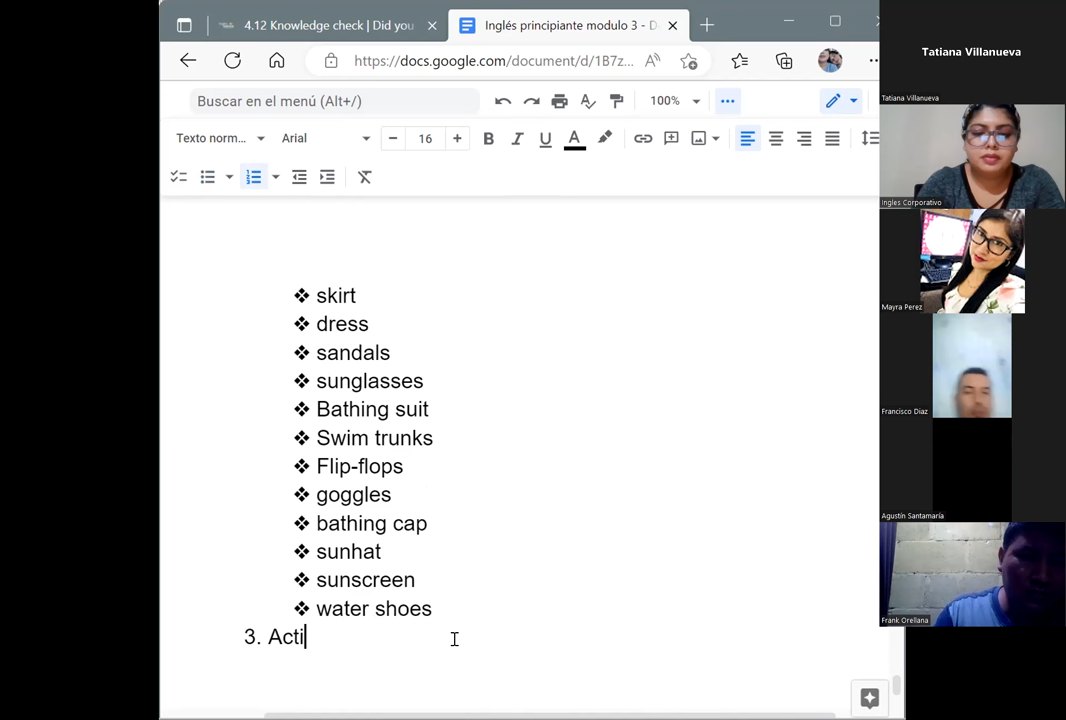 4.12 Knowledge check | Did you
Inglés principiante modulo 3 - D
https://docs.google.com/document/d/1B7z...
Buscar en el menú (Alt+/)
100%
Texto norm...
Arial
16
skirt
dress
sandals
sunglasses
Bathing suit
Swim trunks
Flip-flops
goggles
bathing cap
sunhat
sunscreen
water shoes
3. Acti
Tatiana Villanueva
Tatiana Villanueva
Ingles Corporativo
Mayra Perez
Francisco Diaz
Agustín Santamaría
Frank Orellana